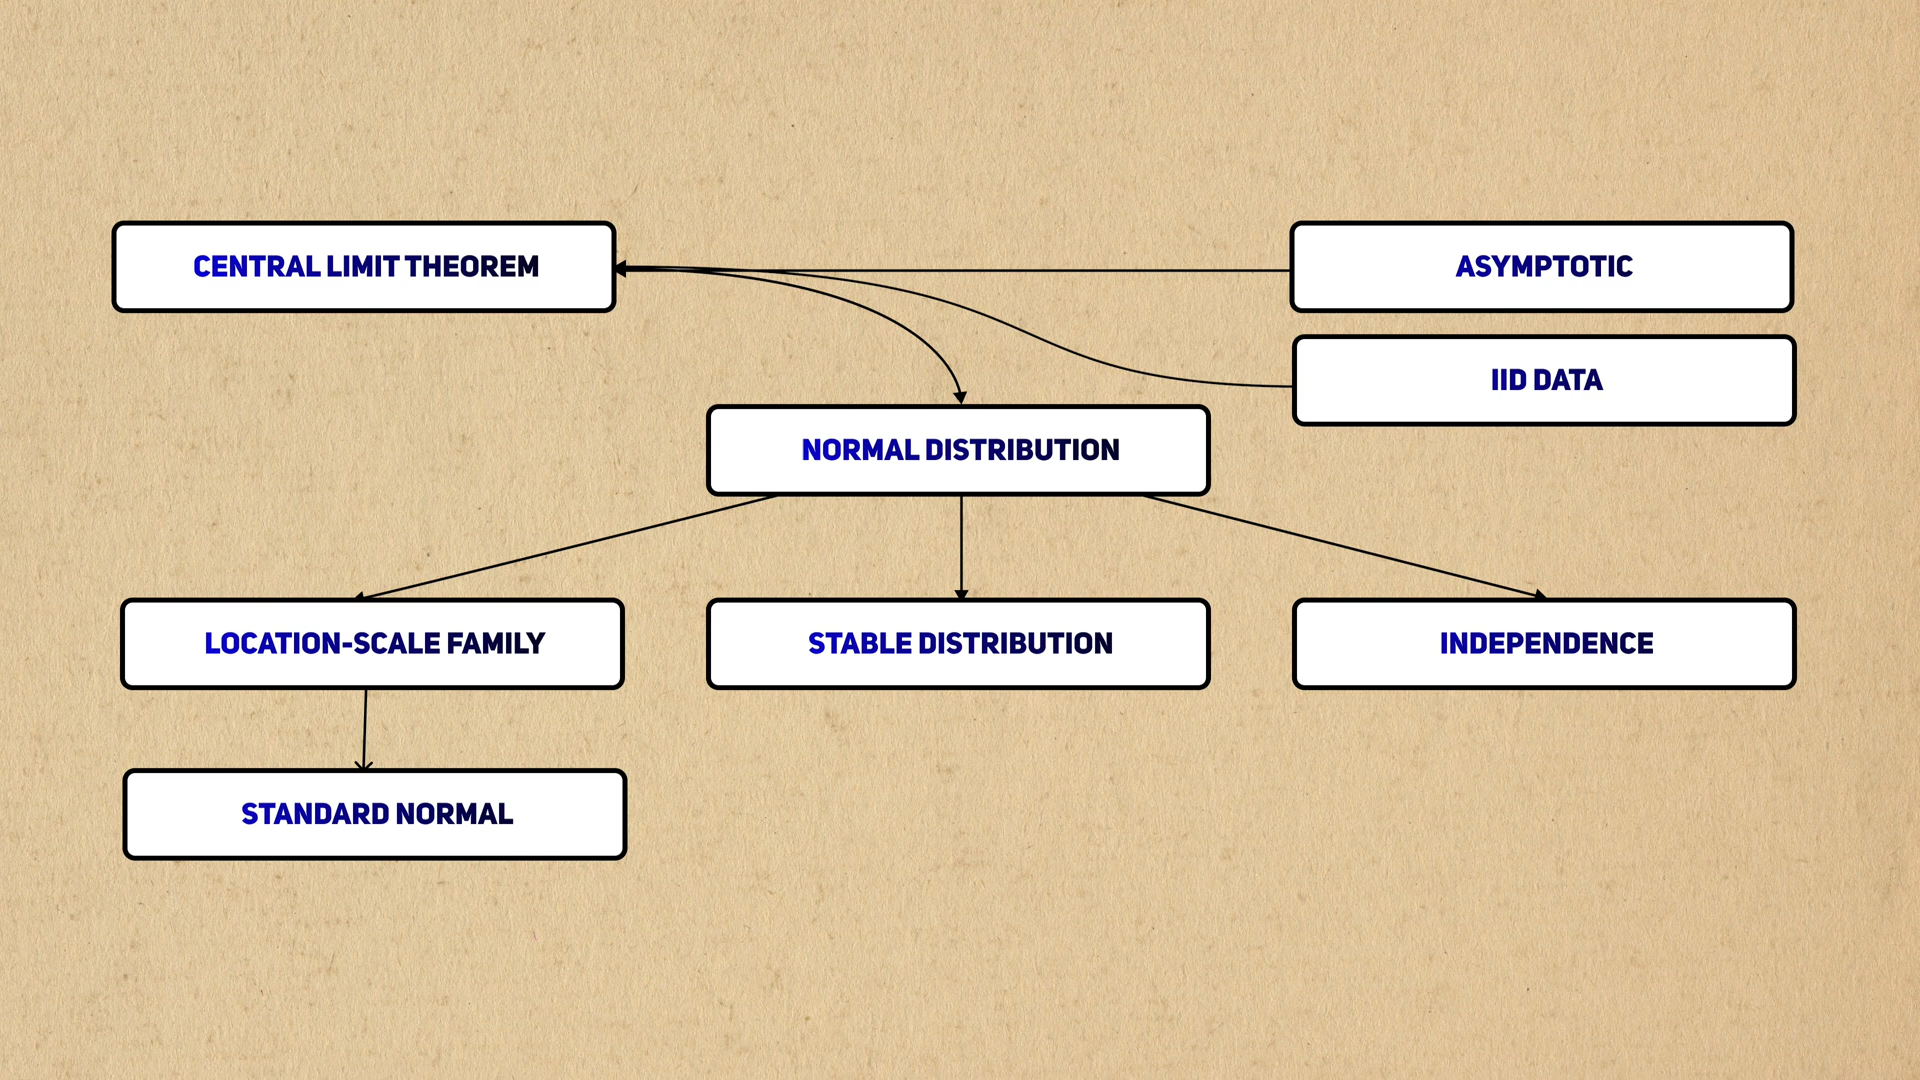 CENTRAL LIMIT THEOREM
ASYMPTOTIC
IID DATA
NORMAL DISTRIBUTION
LOCATION-SCALE FAMILY
STABLE DISTRIBUTION
INDEPENDENCE
STANDARD NORMAL